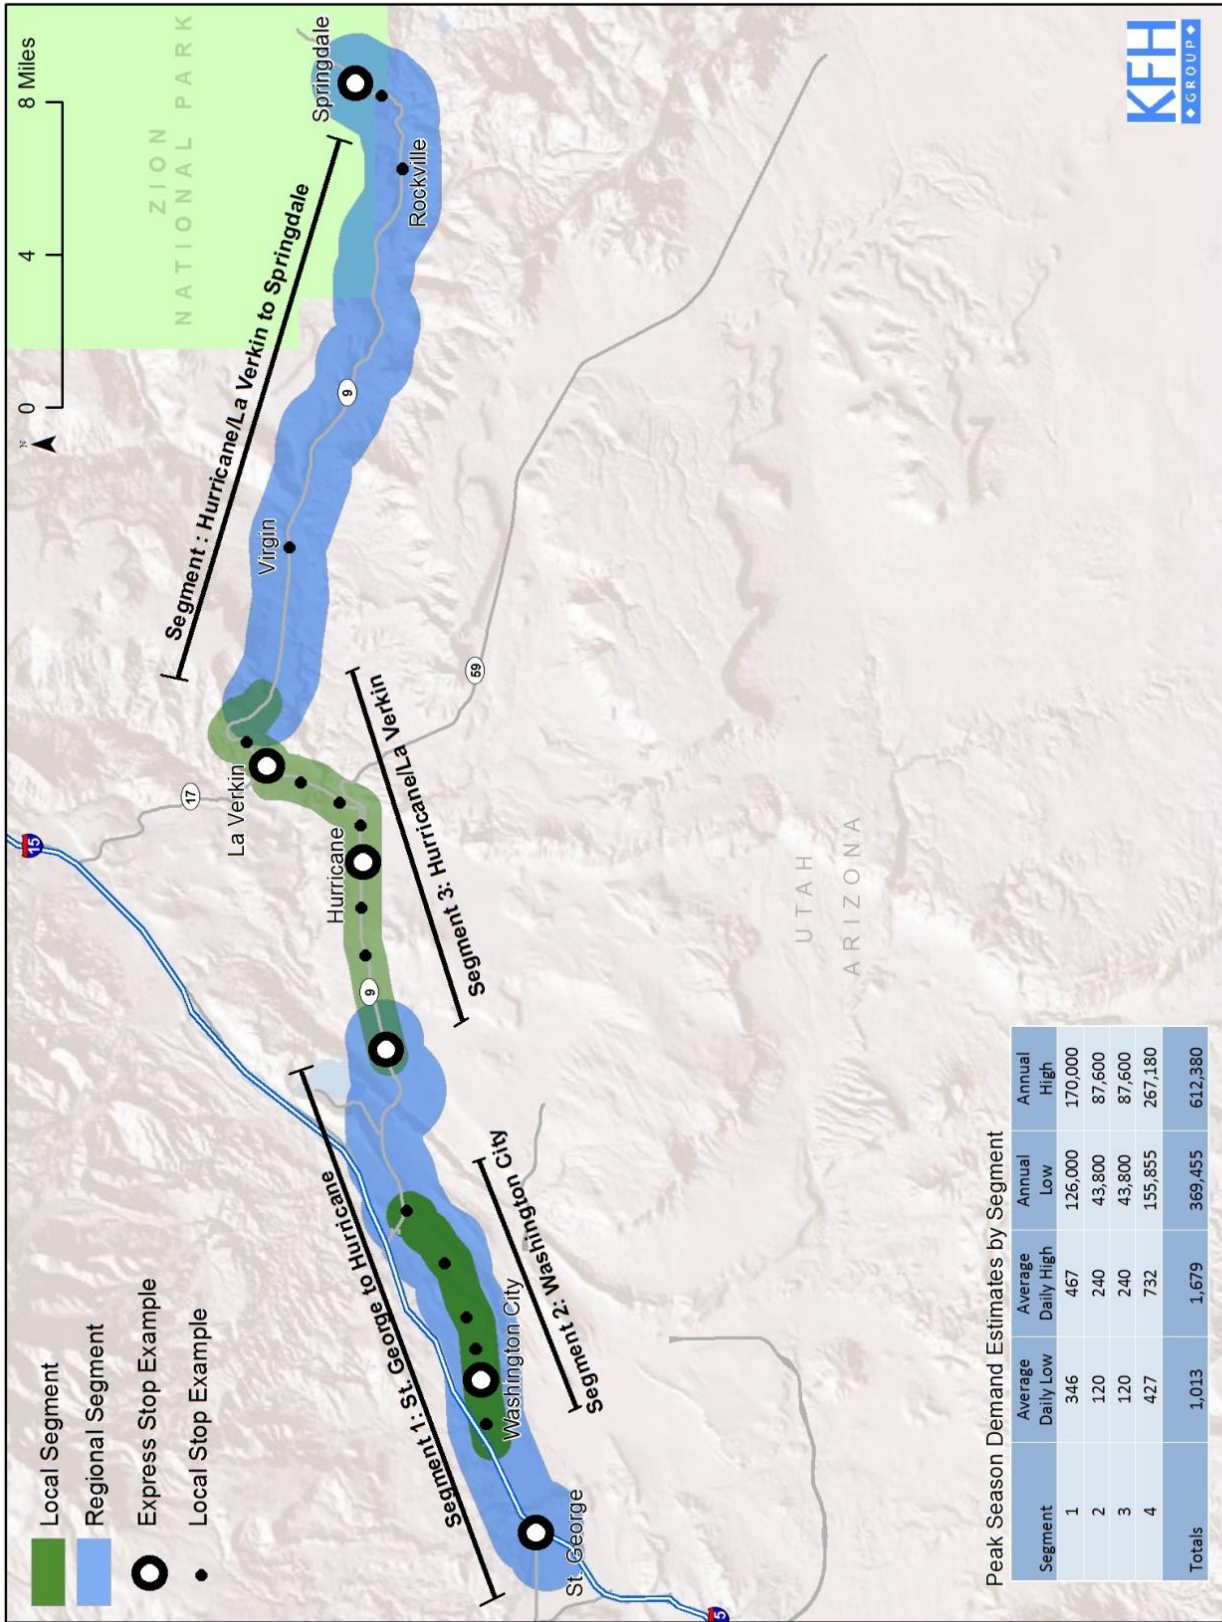 Local Segment
Regional Segment
Express Stop Example
Local Stop Example
N
0 4 8 Miles
ZION
NATIONAL PARK
Springdale
Rockville
Segment : Hurricane/La Verkin to Springdale
9
Virgin
15
17
La Verkin
Hurricane
59
Segment 3: Hurricane/La Verkin
9
Segment 1: St. George to Hurricane
Segment 2: Washington City
Washington City
St. George
5
UTAH
ARIZONA
Peak Season Demand Estimates by Segment
Segment Average Daily Low Average Daily High Annual Low Annual High
1 346 467 126,000 170,000
2 120 240 43,800 87,600
3 120 240 43,800 87,600
4 427 732 155,855 267,180
Totals 1,013 1,679 369,455 612,380
KFH
GROUP